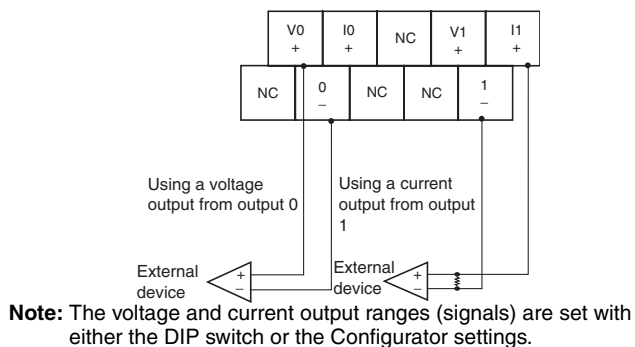 V0 I0 NC V1 I1
+ + + +
NC 0 NC NC 1
− −
Using a voltage
output from output 0
Using a current
output from output
1
External
device
+
−
External
device
+
−
Note: The voltage and current output ranges (signals) are set with
either the DIP switch or the Configurator settings.